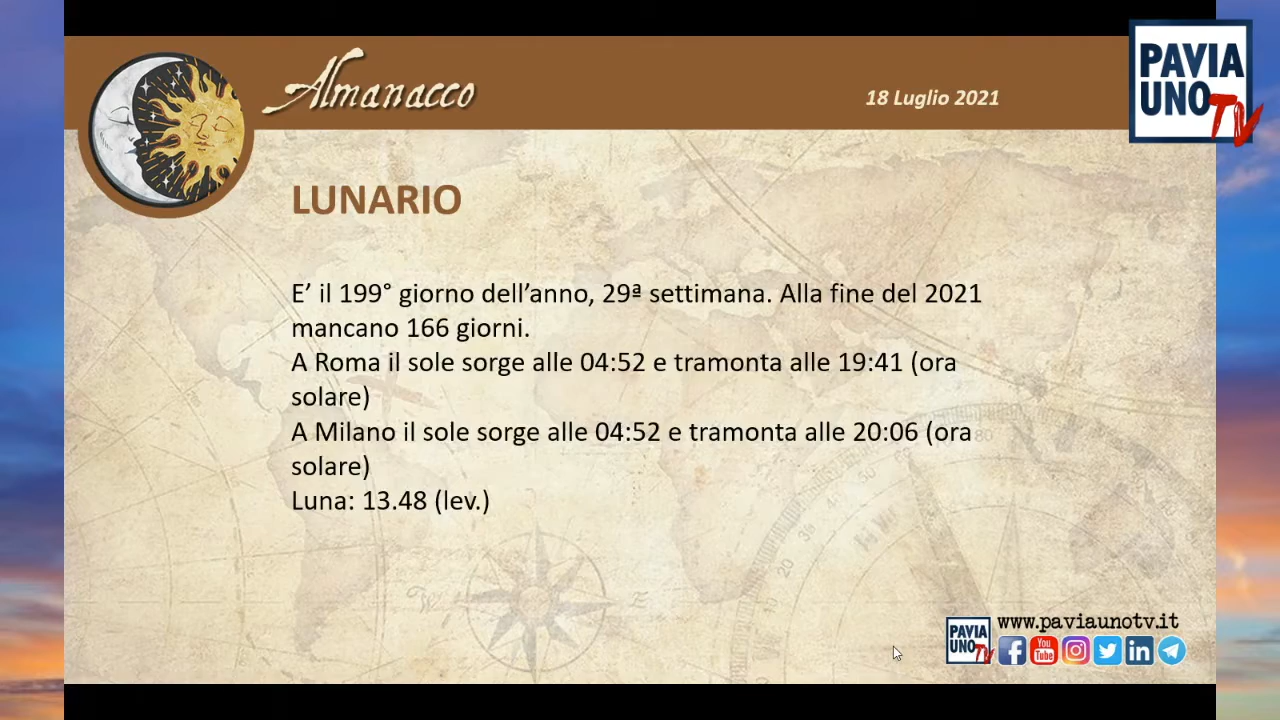 Almanacco
18 Luglio 2021
PAVIA
UNO TV
LUNARIO
E’ il 199° giorno dell’anno, 29ª settimana. Alla fine del 2021
mancano 166 giorni.
A Roma il sole sorge alle 04:52 e tramonta alle 19:41 (ora
solare)
A Milano il sole sorge alle 04:52 e tramonta alle 20:06 (ora
solare)
Luna: 13.48 (lev.)
www.paviaunotv.it
PAVIA
UNO TV
You
Tube